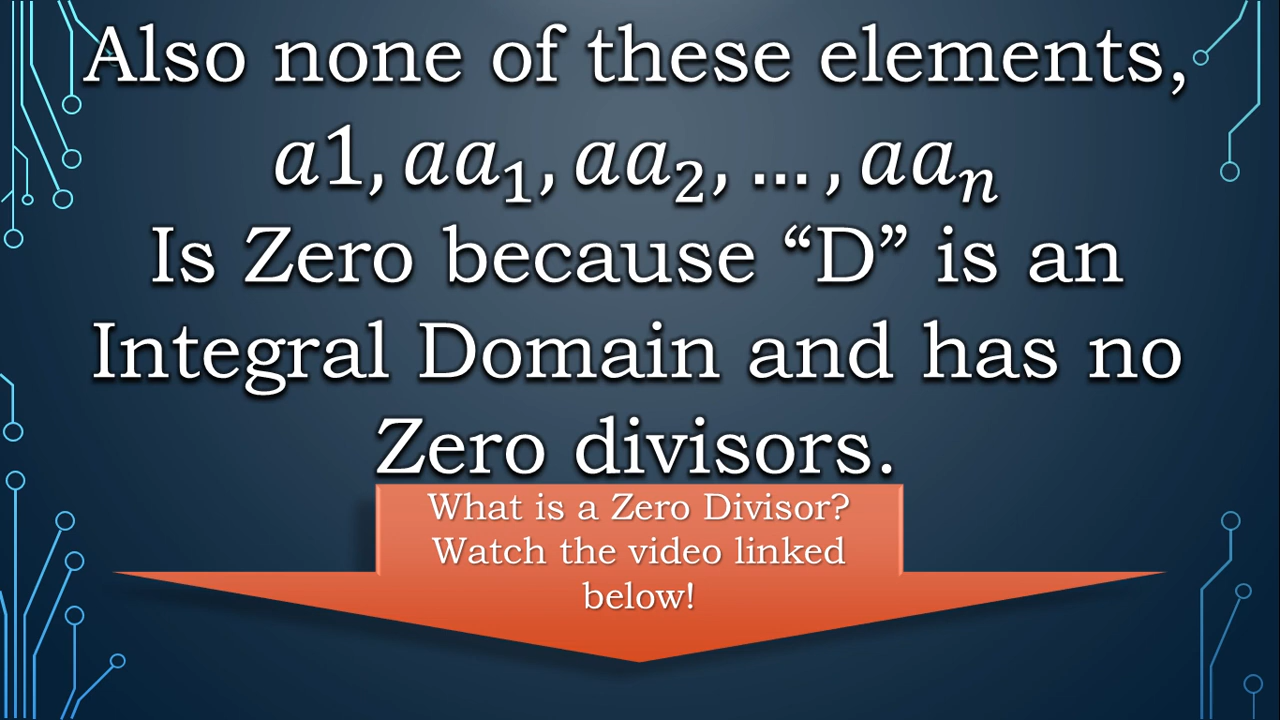 Also none of these elements,
𝑎1, 𝑎𝑎₁, 𝑎𝑎₂, … , 𝑎𝑎ₙ
Is Zero because “D” is an
Integral Domain and has no
Zero divisors.
What is a Zero Divisor?
Watch the video linked
below!